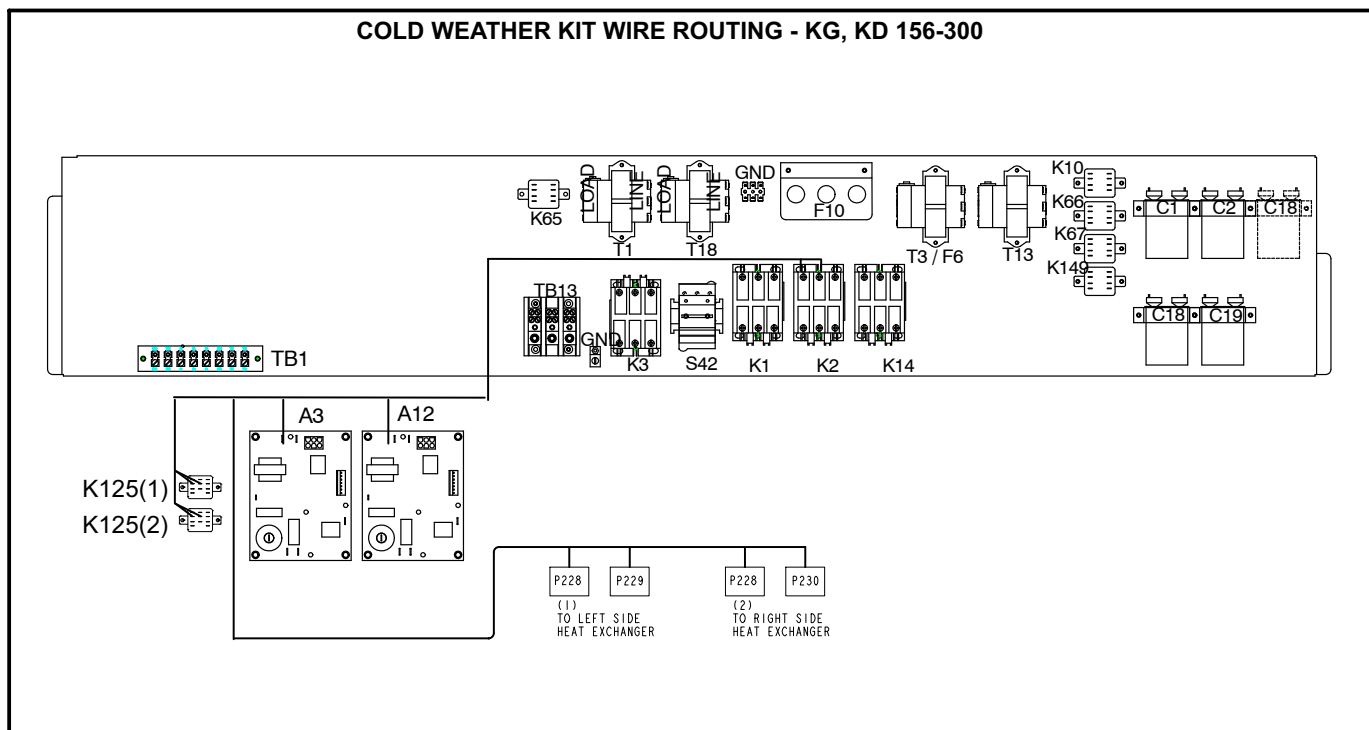 COLD WEATHER KIT WIRE ROUTING - KG, KD 156-300
K65
LOAD
LINE
T1
LOAD
LINE
T18
GND
F10
T3 / F6
T13
K10
K66
K67
K149
C1
C2
C18
C18
C19
TB1
TB13
GND
K3
S42
K1
K2
K14
A3
A12
K125(1)
K125(2)
P228
P229
P228
P230
(1)
TO LEFT SIDE
HEAT EXCHANGER
(2)
TO RIGHT SIDE
HEAT EXCHANGER